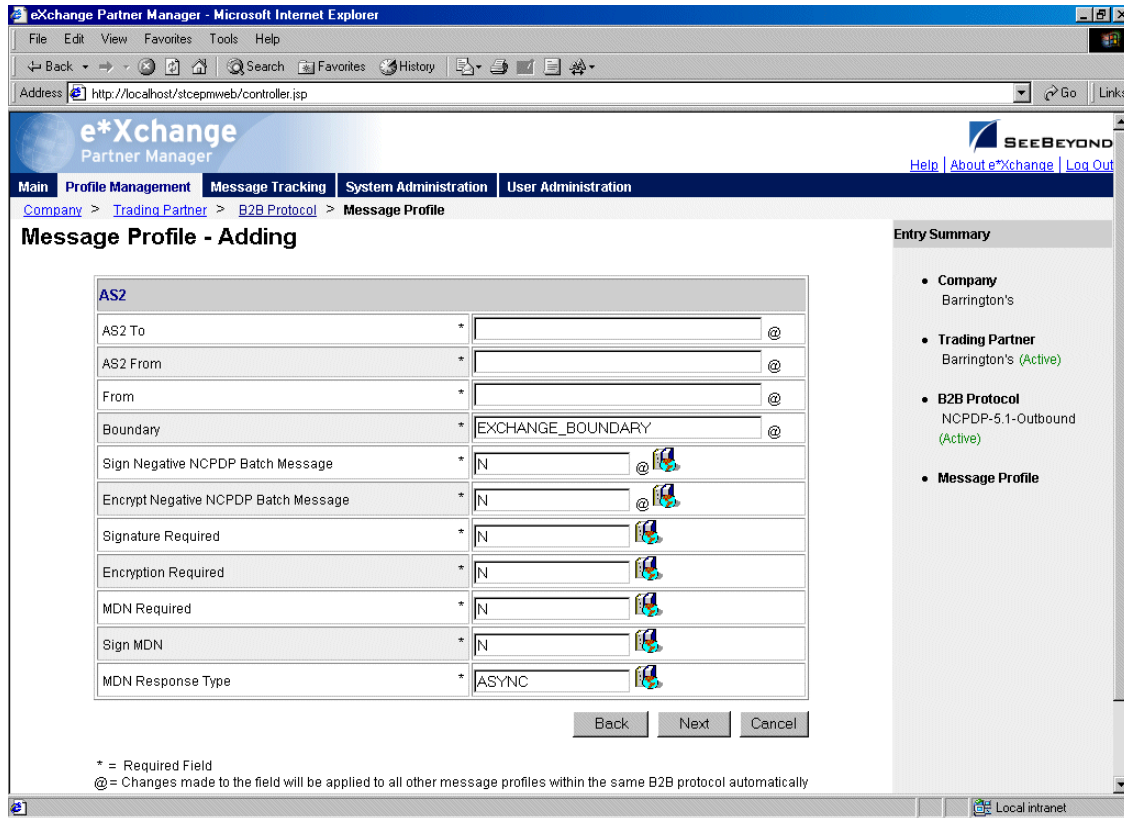 eXchange Partner Manager - Microsoft Internet Explorer
File Edit View Favorites Tools Help
Back Search Favorites History
Address http://localhost/stcepmweb/controller.jsp Go Links
e*Xchange
Partner Manager
SEEBEYOND
Help | About e*Xchange | Log Out
Main Profile Management Message Tracking System Administration User Administration
Company > Trading Partner > B2B Protocol > Message Profile
Message Profile - Adding
AS2
AS2 To * @
AS2 From * @
From * @
Boundary * EXCHANGE_BOUNDARY @
Sign Negative NCPDP Batch Message * N @
Encrypt Negative NCPDP Batch Message * N @
Signature Required * N
Encryption Required * N
MDN Required * N
Sign MDN * N
MDN Response Type * ASYNC
Back Next Cancel
* = Required Field
@ = Changes made to the field will be applied to all other message profiles within the same B2B protocol automatically
Entry Summary
• Company
Barrington's
• Trading Partner
Barrington's (Active)
• B2B Protocol
NCPDP-5.1-Outbound
(Active)
• Message Profile
Local intranet